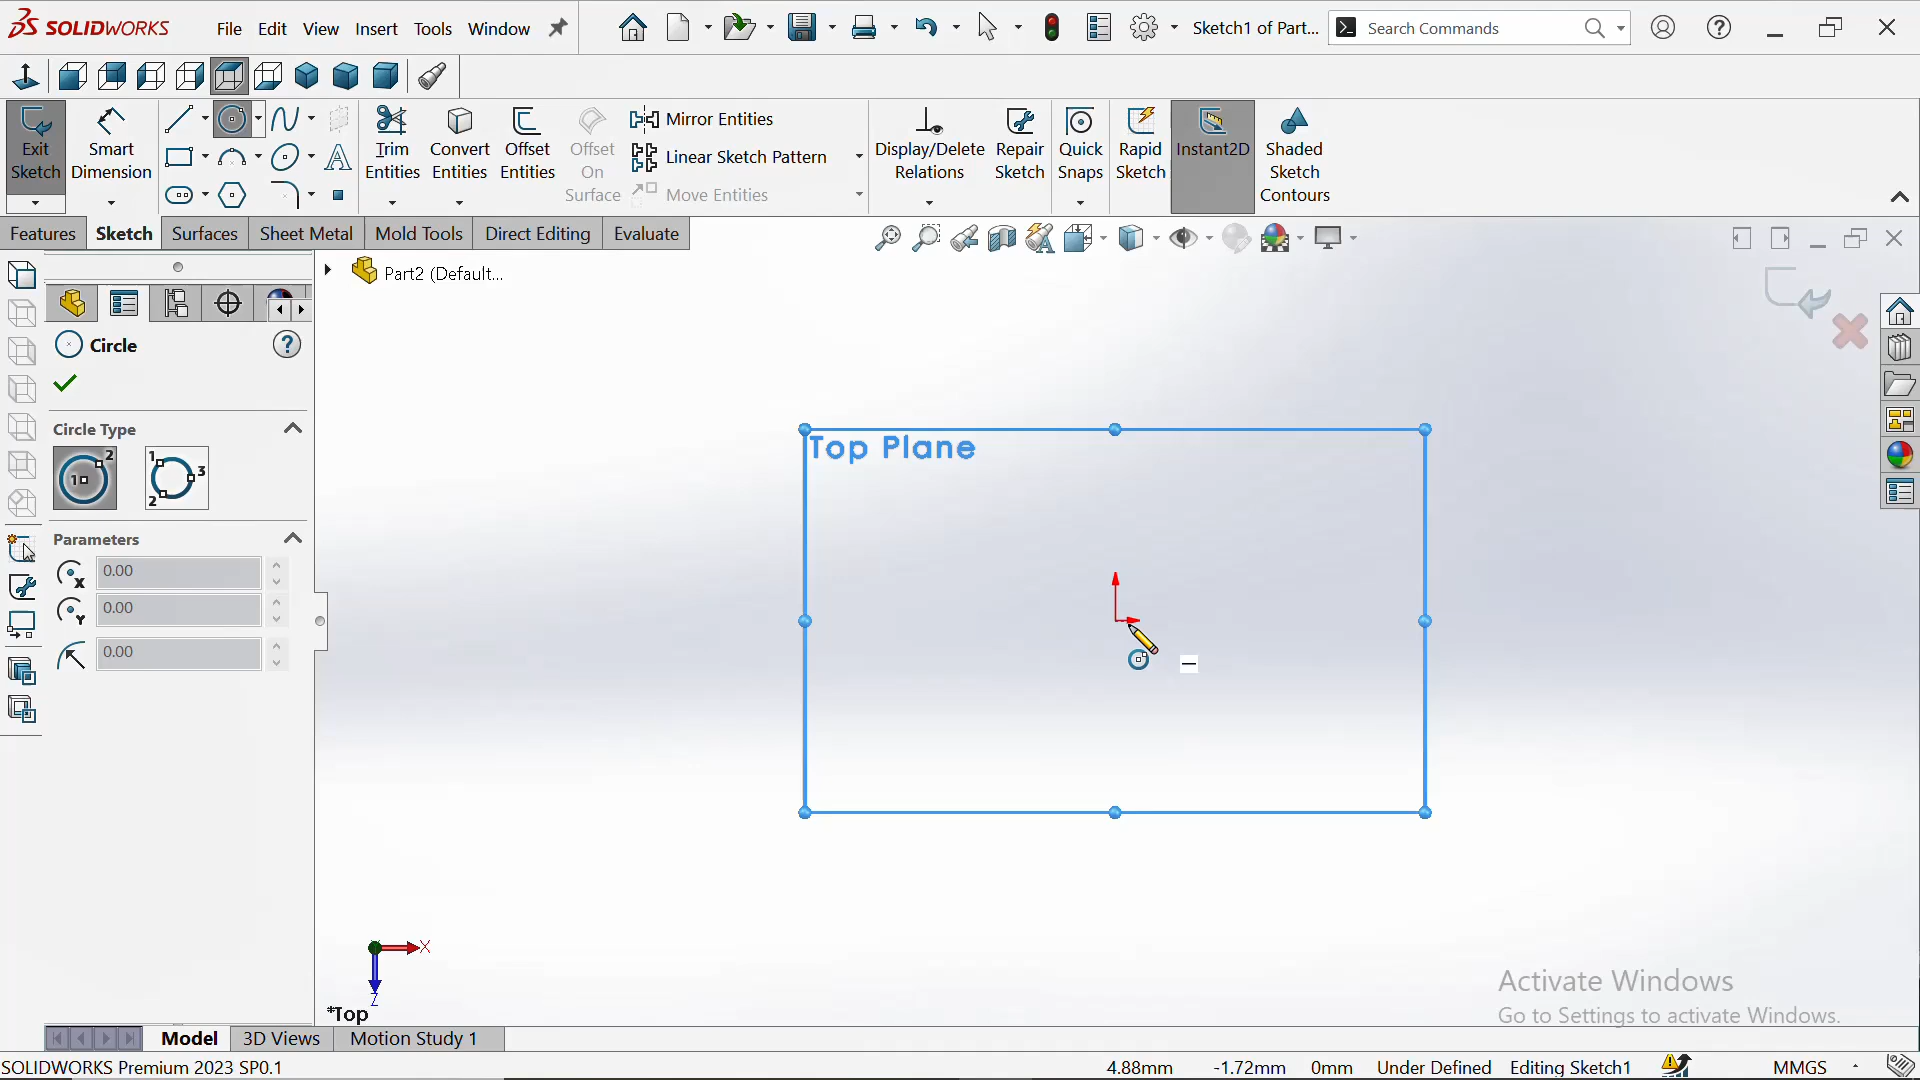 SOLIDWORKS
File Edit View Insert Tools Window
Sketch1 of Part...
Search Commands
Exit Sketch
Smart Dimension
Trim Entities
Convert Entities
Offset Entities
Offset On Surface
Mirror Entities
Linear Sketch Pattern
Move Entities
Display/Delete Relations
Repair Sketch
Quick Snaps
Rapid Sketch
Instant2D
Shaded Sketch Contours
Features Sketch Surfaces Sheet Metal Mold Tools Direct Editing Evaluate
Part2 (Default...
Circle
?
Circle Type
1 2
1 2 3
Parameters
X 0.00
Y 0.00
0.00
Top Plane
X
Z
*Top
Activate Windows
Go to Settings to activate Windows.
Model 3D Views Motion Study 1
SOLIDWORKS Premium 2023 SP0.1
4.88mm -1.72mm 0mm Under Defined Editing Sketch1 MMGS